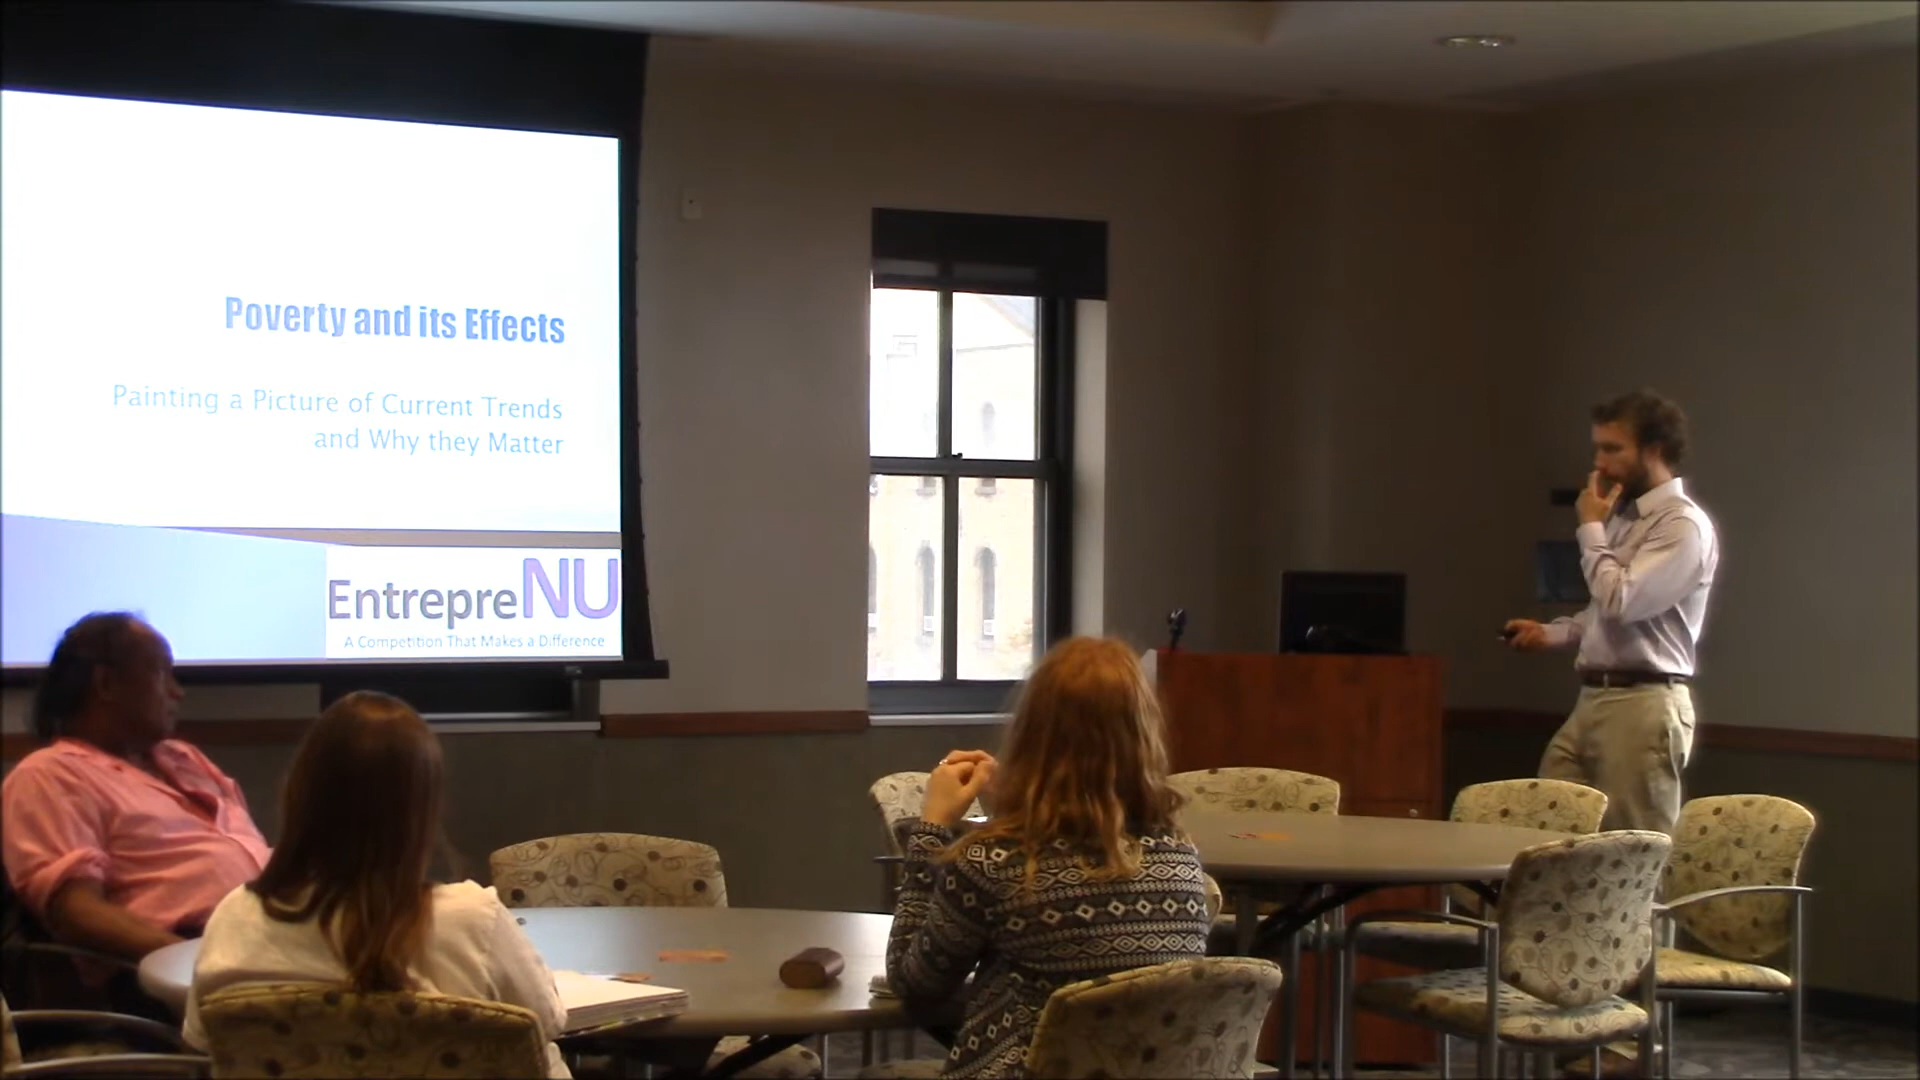 Poverty and its Effects
Painting a Picture of Current Trends
and Why they Matter
EntrepreNU
A Competition That Makes a Difference